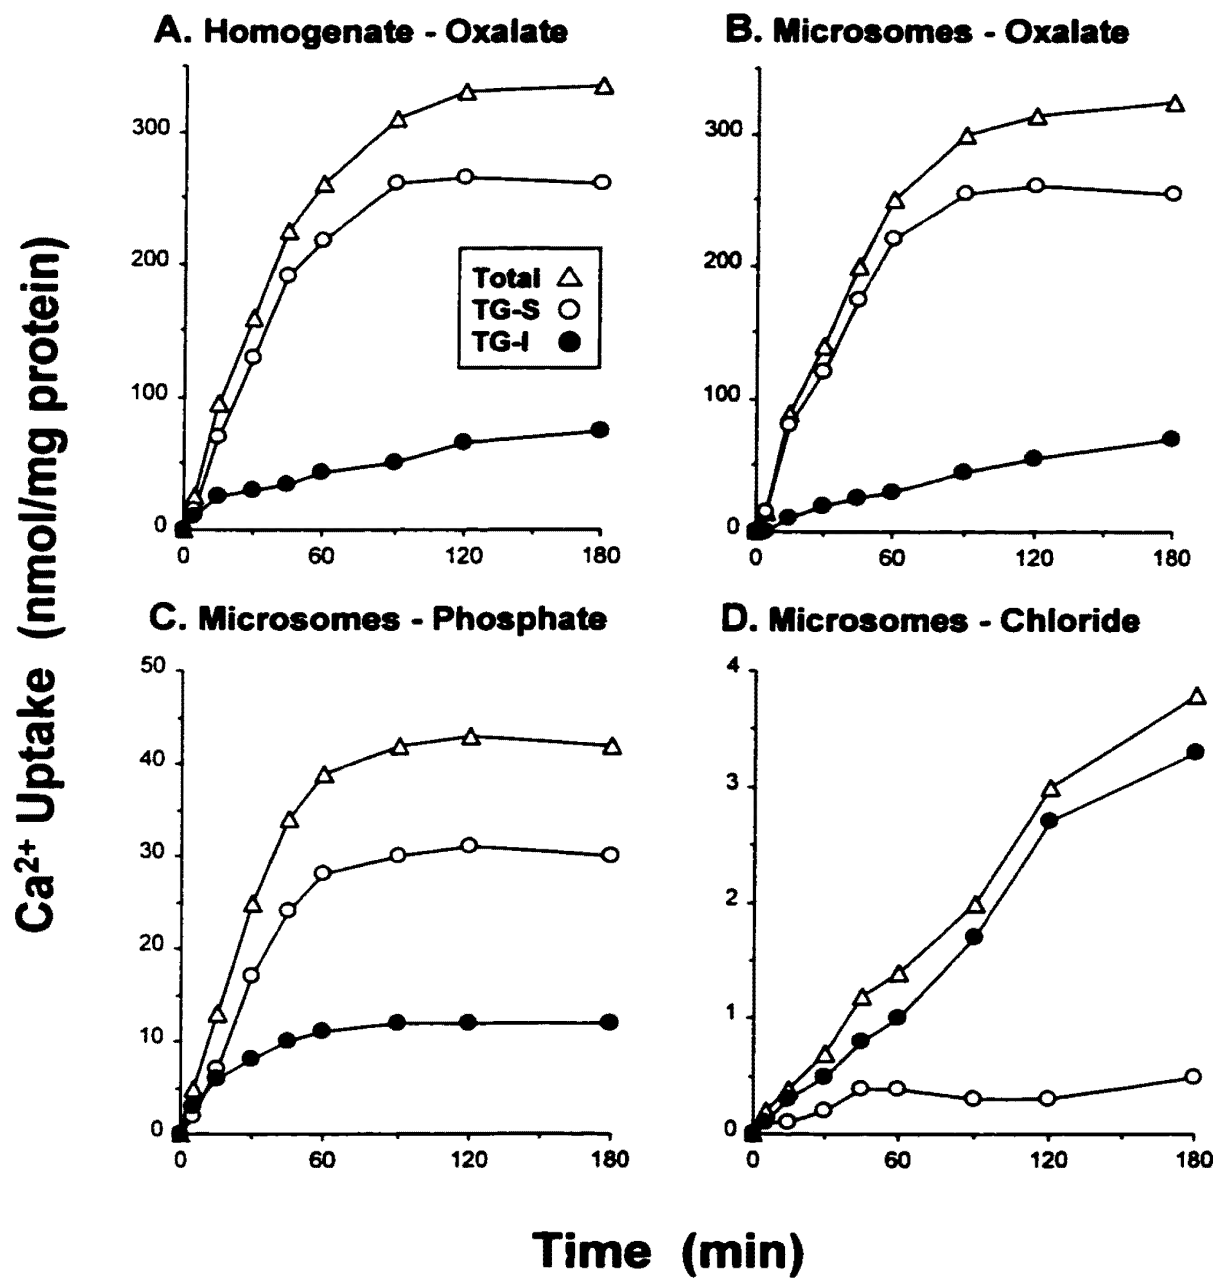 A. Homogenate - Oxalate
B. Microsomes - Oxalate
300
200
100
0
0 60 120 180
Total △
TG-S ○
TG-I ●
300
200
100
0
0 60 120 180
C. Microsomes - Phosphate
D. Microsomes - Chloride
50
40
30
20
10
0
0 60 120 180
4
3
2
1
0
0 60 120 180
Ca²⁺ Uptake (nmol/mg protein)
Time (min)